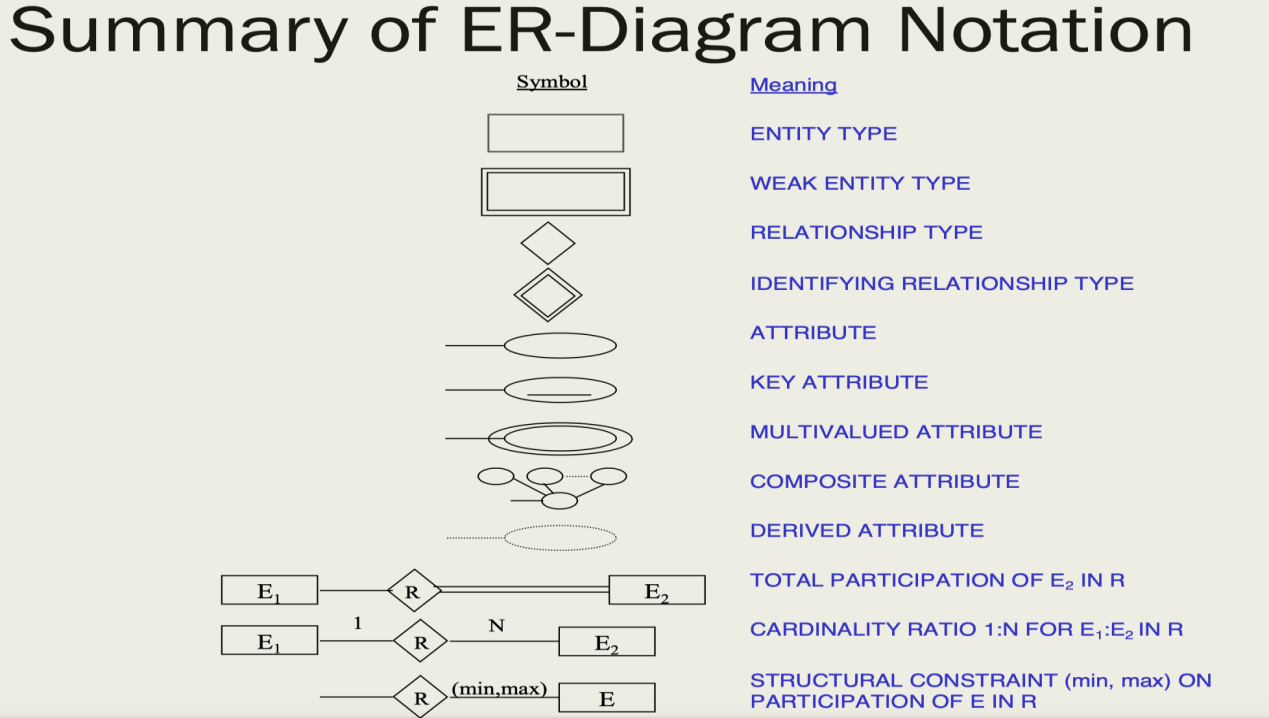 Summary of ER-Diagram Notation
Symbol Meaning
ENTITY TYPE
WEAK ENTITY TYPE
RELATIONSHIP TYPE
IDENTIFYING RELATIONSHIP TYPE
ATTRIBUTE
KEY ATTRIBUTE
MULTIVALUED ATTRIBUTE
COMPOSITE ATTRIBUTE
DERIVED ATTRIBUTE
E₁ R E₂ TOTAL PARTICIPATION OF E₂ IN R
1 N
E₁ R E₂ CARDINALITY RATIO 1:N FOR E₁:E₂ IN R
R (min,max) E STRUCTURAL CONSTRAINT (min, max) ON
PARTICIPATION OF E IN R